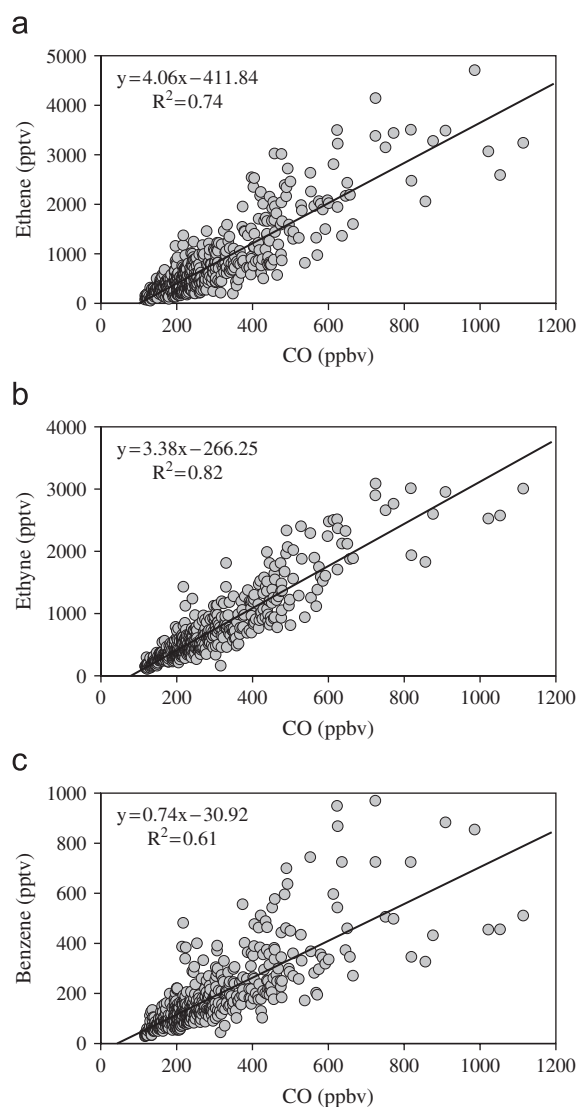 a
5000
y=4.06x−411.84
R²=0.74
4000
3000
2000
1000
0
Ethene (pptv)
0 200 400 600 800 1000 1200
CO (ppbv)
b
4000
y=3.38x−266.25
R²=0.82
3000
2000
1000
0
Ethyne (pptv)
0 200 400 600 800 1000 1200
CO (ppbv)
c
1000
y=0.74x−30.92
R²=0.61
800
600
400
200
0
Benzene (pptv)
0 200 400 600 800 1000 1200
CO (ppbv)